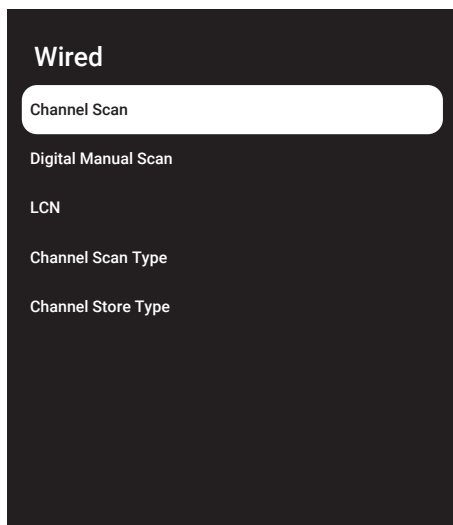 Wired
Channel Scan
Digital Manual Scan
LCN
Channel Scan Type
Channel Store Type